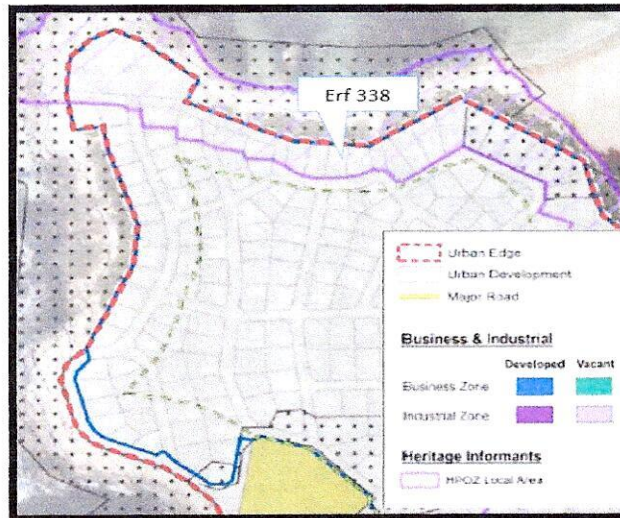 Erf 338
Urban Edge
Urban Development
Major Road
Business & Industrial
Developed Vacant
Business Zone
Industrial Zone
Heritage Informants
HPOZ Local Area